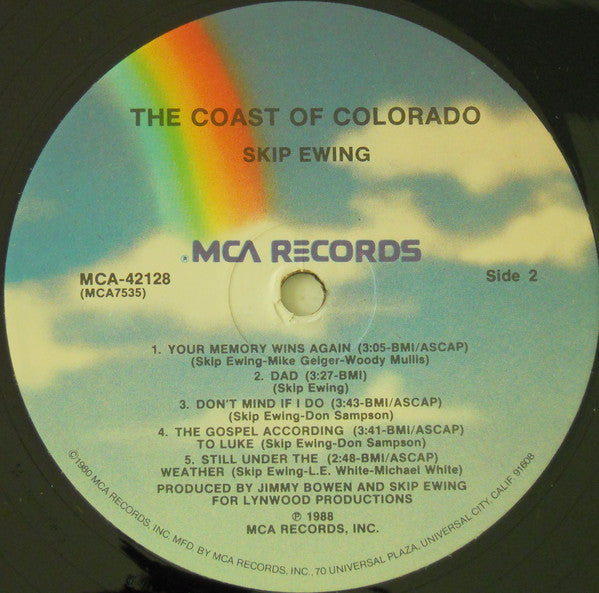 THE COAST OF COLORADO
SKIP EWING
® MCA RECORDS
MCA-42128
(MCA7535)
Side 2
1. YOUR MEMORY WINS AGAIN (3:05-BMI/ASCAP)
(Skip Ewing-Mike Geiger-Woody Mullis)
2. DAD (3:27-BMI)
(Skip Ewing)
3. DON'T MIND IF I DO (3:43-BMI/ASCAP)
(Skip Ewing-Don Sampson)
4. THE GOSPEL ACCORDING (3:41-BMI/ASCAP)
TO LUKE (Skip Ewing-Don Sampson)
5. STILL UNDER THE (2:48-BMI/ASCAP)
WEATHER (Skip Ewing-L.E. White-Michael White)
PRODUCED BY JIMMY BOWEN AND SKIP EWING
FOR LYNWOOD PRODUCTIONS
℗ 1988
MCA RECORDS, INC.
©1980 MCA RECORDS, INC. MFD. BY MCA RECORDS, INC., 70 UNIVERSAL PLAZA, UNIVERSAL CITY, CALIF. 91608